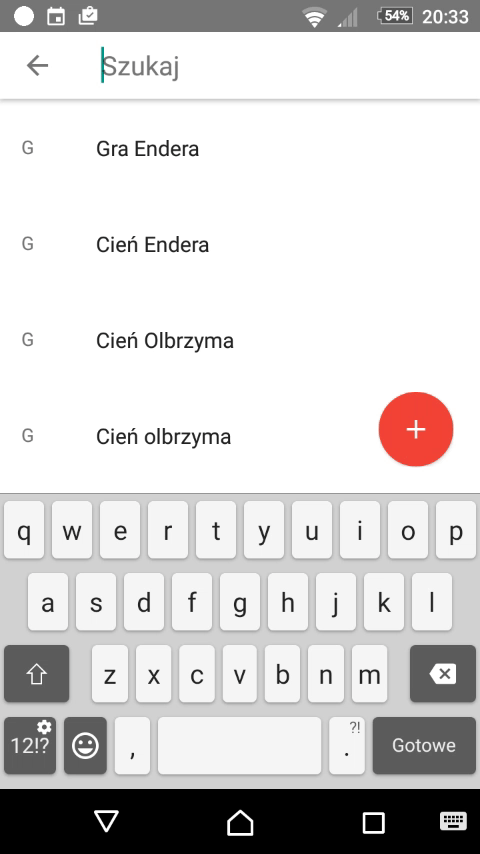 54% 20:33
Szukaj
G Gra Endera
G Cień Endera
G Cień Olbrzyma
G Cień olbrzyma
q w e r t y u i o p
a s d f g h j k l
z x c v b n m
12!? , . ?! Gotowe